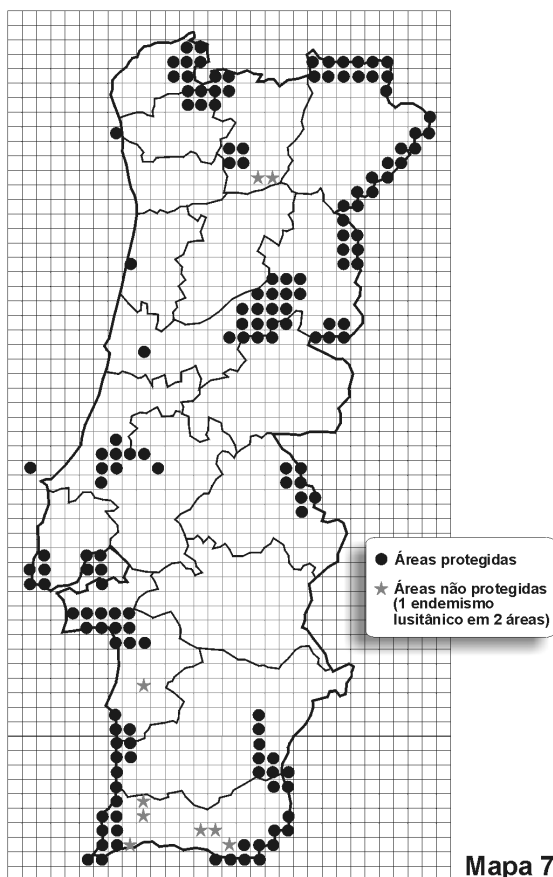 Áreas protegidas
Áreas não protegidas
(1 endemismo
lusitânico em 2 áreas)
Mapa 7